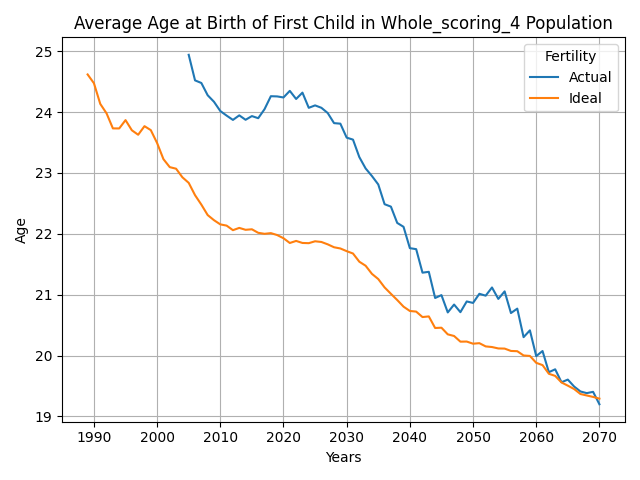 Average Age at Birth of First Child in Whole_scoring_4 Population
Fertility
Actual
Ideal
Age
25
24
23
22
21
20
19
1990 2000 2010 2020 2030 2040 2050 2060 2070
Years